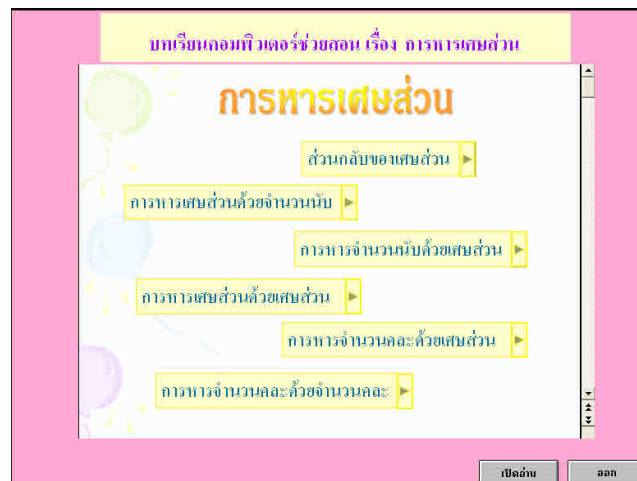 บทเรียนคอมพิวเตอร์ช่วยสอน เรื่อง การหารเศษส่วน
การหารเศษส่วน
ส่วนกลับของเศษส่วน
การหารเศษส่วนด้วยจำนวนนับ
การหารจำนวนนับด้วยเศษส่วน
การหารเศษส่วนด้วยเศษส่วน
การหารจำนวนคละด้วยเศษส่วน
การหารจำนวนคละด้วยจำนวนคละ
เปิดอ่าน ออก